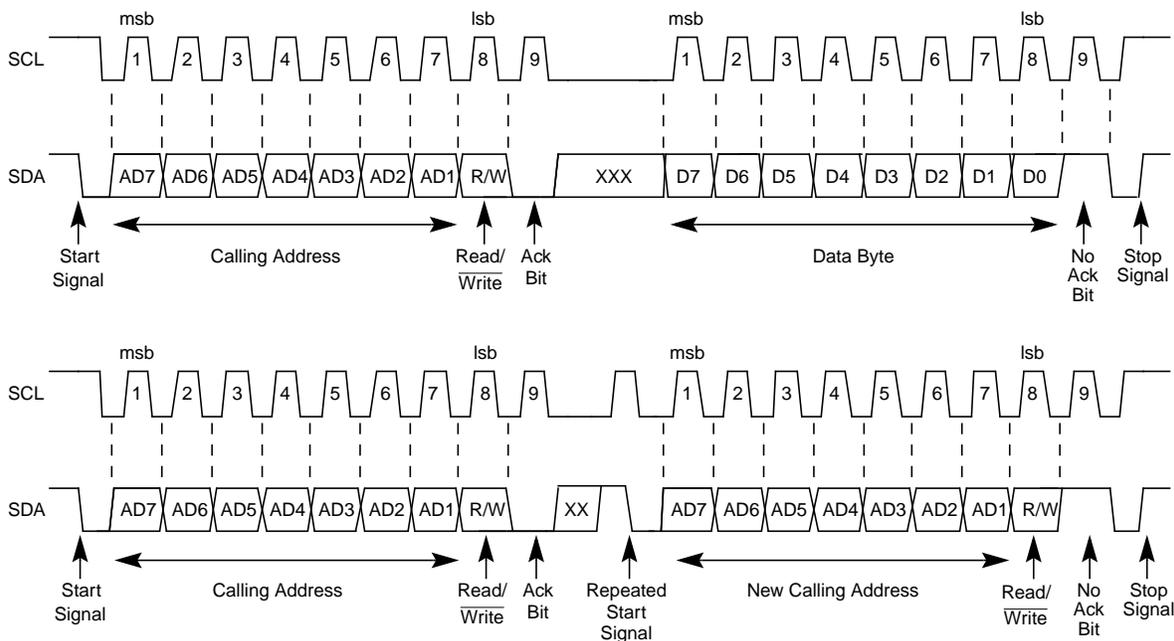 msb lsb msb lsb
SCL 1 2 3 4 5 6 7 8 9 1 2 3 4 5 6 7 8 9
SDA AD7 AD6 AD5 AD4 AD3 AD2 AD1 R/W XXX D7 D6 D5 D4 D3 D2 D1 D0
Start Calling Address Read/ Ack Data Byte No Stop
Signal Write Bit Ack Signal
Bit
msb lsb msb lsb
SCL 1 2 3 4 5 6 7 8 9 1 2 3 4 5 6 7 8 9
SDA AD7 AD6 AD5 AD4 AD3 AD2 AD1 R/W XX AD7 AD6 AD5 AD4 AD3 AD2 AD1 R/W
Start Calling Address Read/ Ack Repeated New Calling Address Read/ No Stop
Signal Write Bit Start Write Ack Signal
Signal Bit